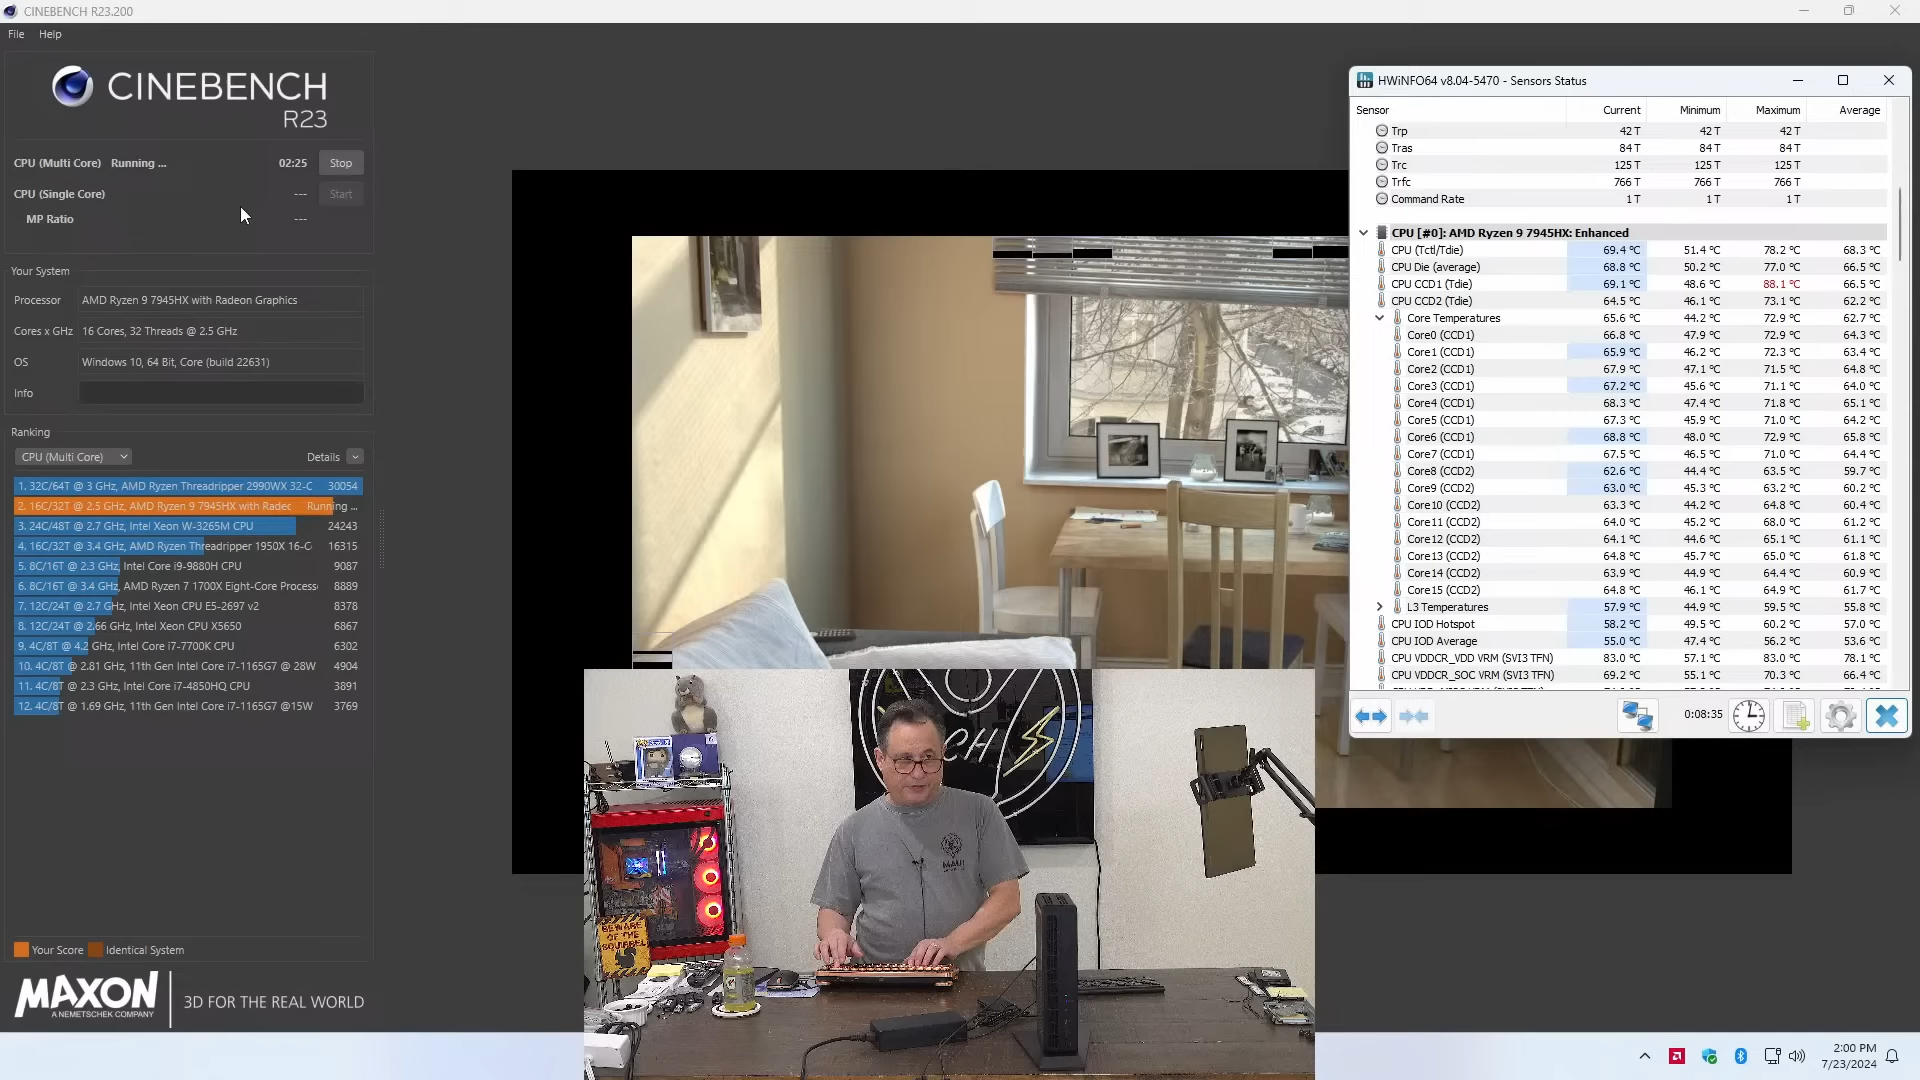 CINEBENCH R23.200
File Help
CINEBENCH
R23
CPU (Multi Core) Running ... 02:25 Stop
CPU (Single Core) --- Start
MP Ratio ---
Your System
Processor AMD Ryzen 9 7945HX with Radeon Graphics
Cores x GHz 16 Cores, 32 Threads @ 2.5 GHz
OS Windows 10, 64 Bit, Core (build 22631)
Info
Ranking
CPU (Multi Core) Details
1. 32C/64T @ 3 GHz, AMD Ryzen Threadripper 2990WX 32-C 30054
2. 16C/32T @ 2.5 GHz, AMD Ryzen 9 7945HX with Radec Running ...
3. 24C/48T @ 2.7 GHz, Intel Xeon W-3265M CPU 24243
4. 16C/32T @ 3.4 GHz, AMD Ryzen Threadripper 1950X 16-C 16315
5. 8C/16T @ 2.3 GHz, Intel Core i9-9880H CPU 9087
6. 8C/16T @ 3.4 GHz, AMD Ryzen 7 1700X Eight-Core Process 8889
7. 12C/24T @ 2.7 GHz, Intel Xeon CPU E5-2697 v2 8378
8. 12C/24T @ 2.66 GHz, Intel Xeon CPU X5650 6867
9. 4C/8T @ 4.2 GHz, Intel Core i7-7700K CPU 6302
10. 4C/8T @ 2.81 GHz, 11th Gen Intel Core i7-1165G7 @ 28W 4904
11. 4C/8T @ 2.3 GHz, Intel Core i7-4850HQ CPU 3891
12. 4C/8T @ 1.69 GHz, 11th Gen Intel Core i7-1165G7 @15W 3769
Your Score Identical System
MAXON
A NEMETSCHEK COMPANY
3D FOR THE REAL WORLD
HWiNFO64 v8.04-5470 - Sensors Status
Sensor Current Minimum Maximum Average
Trp 42 T 42 T 42 T
Tras 84 T 84 T 84 T
Trc 125 T 125 T 125 T
Trfc 766 T 766 T 766 T
Command Rate 1 T 1 T 1 T
CPU [#0]: AMD Ryzen 9 7945HX: Enhanced
CPU (Tctl/Tdie) 69.4 °C 51.4 °C 78.2 °C 68.3 °C
CPU Die (average) 68.8 °C 50.2 °C 77.0 °C 66.5 °C
CPU CCD1 (Tdie) 69.1 °C 48.6 °C 88.1 °C 66.5 °C
CPU CCD2 (Tdie) 64.5 °C 46.1 °C 73.1 °C 62.2 °C
Core Temperatures 65.6 °C 44.2 °C 72.9 °C 62.7 °C
Core0 (CCD1) 66.8 °C 47.9 °C 72.9 °C 64.3 °C
Core1 (CCD1) 65.9 °C 46.2 °C 72.3 °C 63.4 °C
Core2 (CCD1) 67.9 °C 47.1 °C 71.5 °C 64.8 °C
Core3 (CCD1) 67.2 °C 45.6 °C 71.1 °C 64.0 °C
Core4 (CCD1) 68.3 °C 47.4 °C 71.8 °C 65.1 °C
Core5 (CCD1) 67.3 °C 45.9 °C 71.0 °C 64.2 °C
Core6 (CCD1) 68.8 °C 48.0 °C 72.9 °C 65.8 °C
Core7 (CCD1) 67.5 °C 46.5 °C 71.0 °C 64.4 °C
Core8 (CCD2) 62.6 °C 44.4 °C 63.5 °C 59.7 °C
Core9 (CCD2) 63.0 °C 45.3 °C 63.2 °C 60.2 °C
Core10 (CCD2) 63.3 °C 44.2 °C 64.8 °C 60.4 °C
Core11 (CCD2) 64.0 °C 45.2 °C 68.0 °C 61.2 °C
Core12 (CCD2) 64.1 °C 44.6 °C 65.1 °C 61.1 °C
Core13 (CCD2) 64.8 °C 45.7 °C 65.0 °C 61.8 °C
Core14 (CCD2) 63.9 °C 44.9 °C 64.4 °C 60.9 °C
Core15 (CCD2) 64.8 °C 46.1 °C 64.9 °C 61.7 °C
L3 Temperatures 57.9 °C 44.9 °C 59.5 °C 55.8 °C
CPU IOD Hotspot 58.2 °C 49.5 °C 60.2 °C 57.0 °C
CPU IOD Average 55.0 °C 47.4 °C 56.2 °C 53.6 °C
CPU VDDCR_VDD VRM (SVI3 TFN) 83.0 °C 57.1 °C 83.0 °C 78.1 °C
CPU VDDCR_SOC VRM (SVI3 TFN) 69.2 °C 55.1 °C 70.3 °C 66.4 °C
0:08:35
CH
MAUI
BEWARE
OF THE
SQUIRREL
2:00 PM
7/23/2024